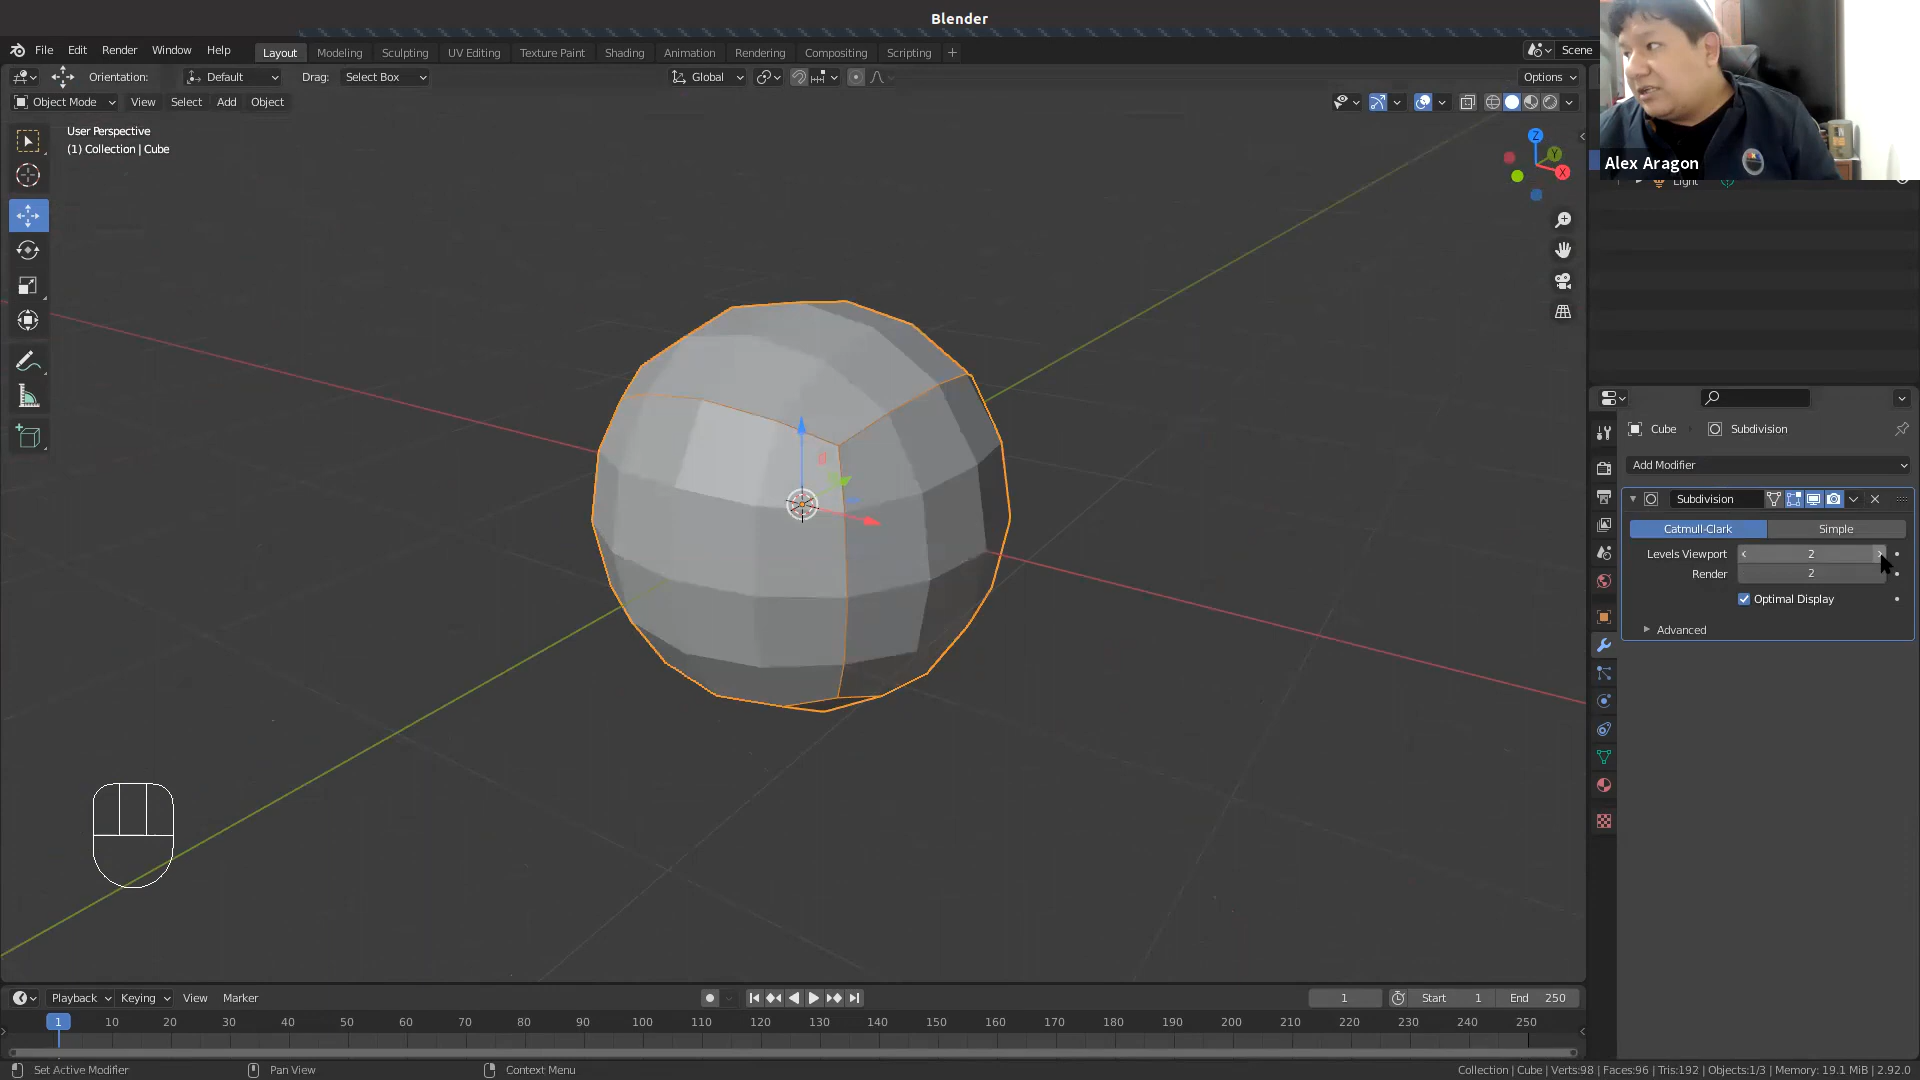 Blender
File Edit Render Window Help
Layout Modeling Sculpting UV Editing Texture Paint Shading Animation Rendering Compositing Scripting +
Scene
Orientation: Default Drag: Select Box Global Options
Object Mode View Select Add Object
User Perspective
(1) Collection | Cube
Z
Y
X
Alex Aragon
Light
Cube Subdivision
Add Modifier
Subdivision
Catmull-Clark Simple
Levels Viewport 2
Render 2
Optimal Display
Advanced
Playback Keying View Marker 1 Start 1 End 250
1 10 20 30 40 50 60 70 80 90 100 110 120 130 140 150 160 170 180 190 200 210 220 230 240 250
Set Active Modifier Pan View Context Menu Collection | Cube | Verts:98 | Faces:96 | Tris:192 | Objects:1/3 | Memory: 19.1 MiB | 2.92.0